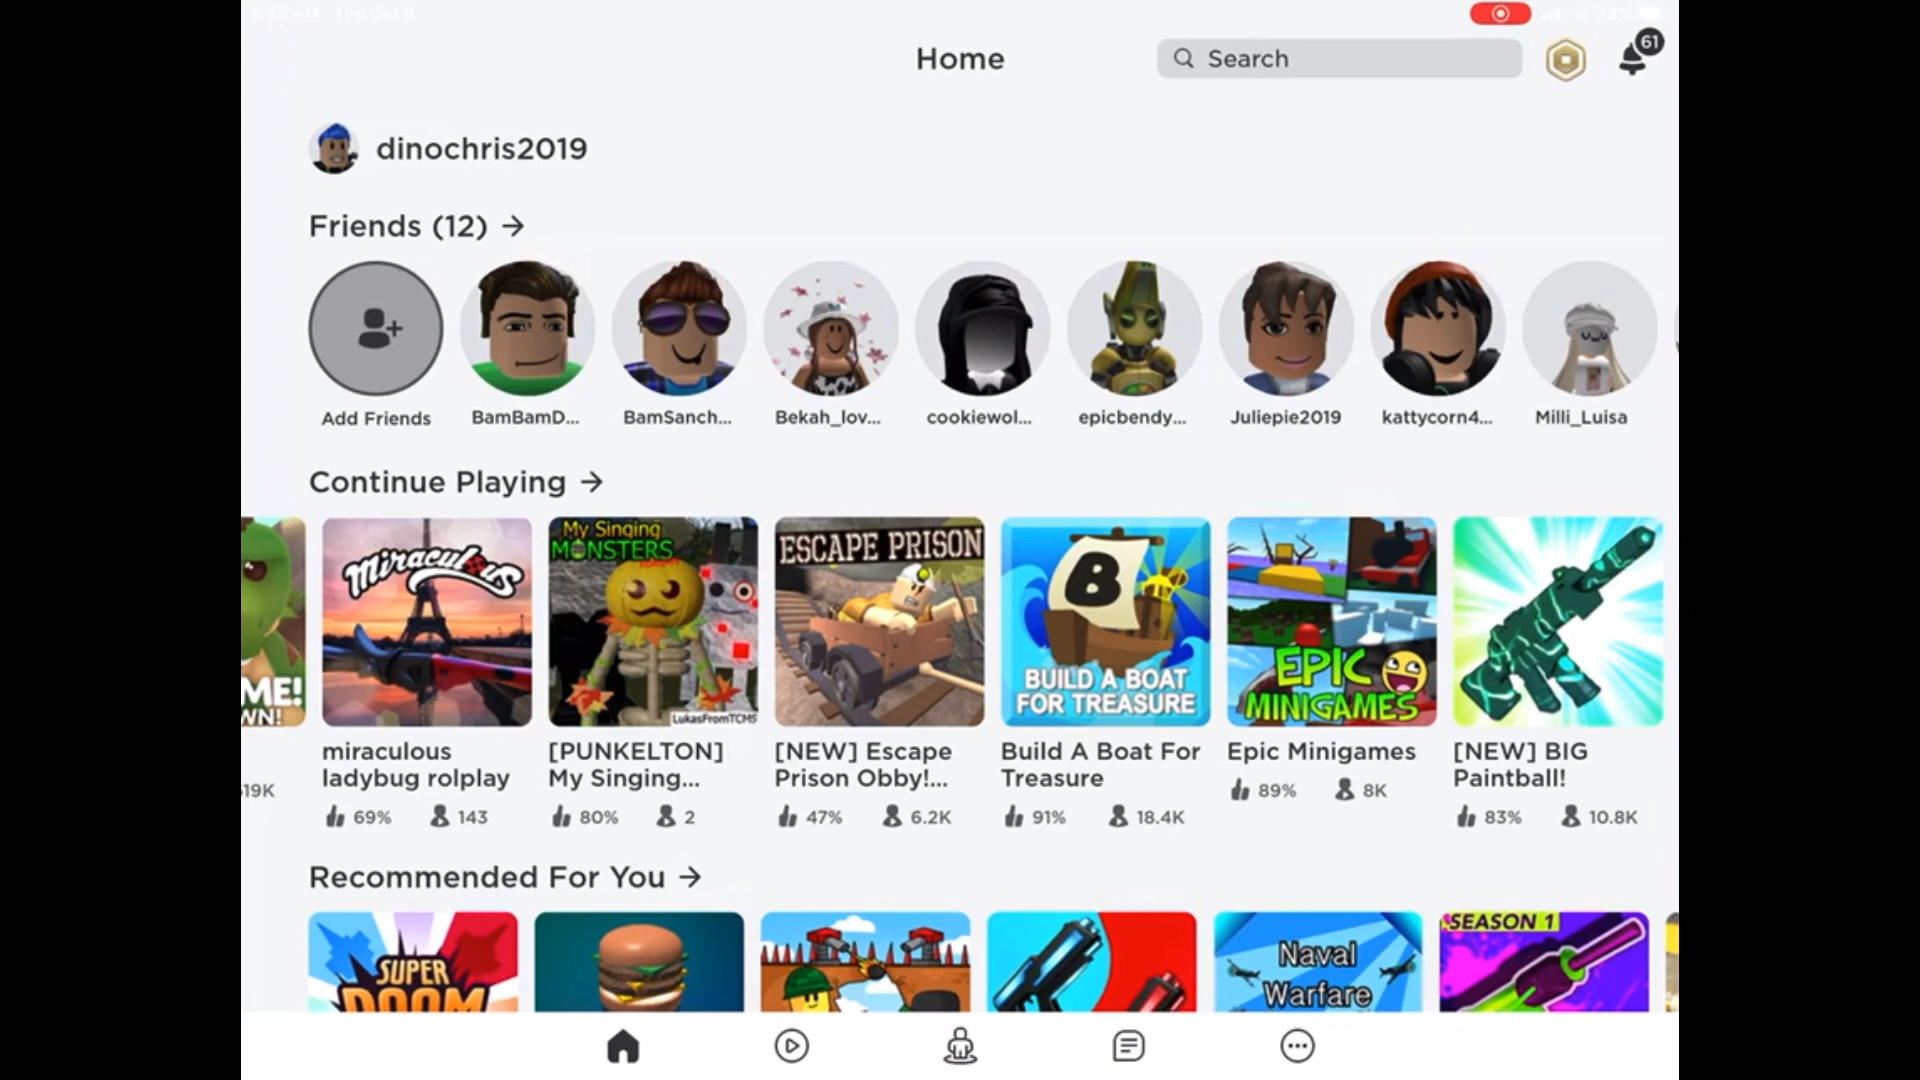 Home
Search
61
dinochris2019
Friends (12) →
Add Friends
BamBamD...
BamSanch...
Bekah_lov...
cookiewol...
epicbendy...
Juliepie2019
kattycorn4...
Milli_Luisa
Continue Playing →
ME!
WN!
19K
Miraculous
miraculous
ladybug rolplay
69% 143
My Singing
MONSTERS
LukasFromTCMS
[PUNKELTON]
My Singing...
80% 2
ESCAPE PRISON
[NEW] Escape
Prison Obby!...
47% 6.2K
B
BUILD A BOAT
FOR TREASURE
Build A Boat For
Treasure
91% 18.4K
EPIC
MINIGAMES
Epic Minigames
89% 8K
[NEW] BIG
Paintball!
83% 10.8K
Recommended For You →
SUPER
DOOM
Naval
Warfare
SEASON 1